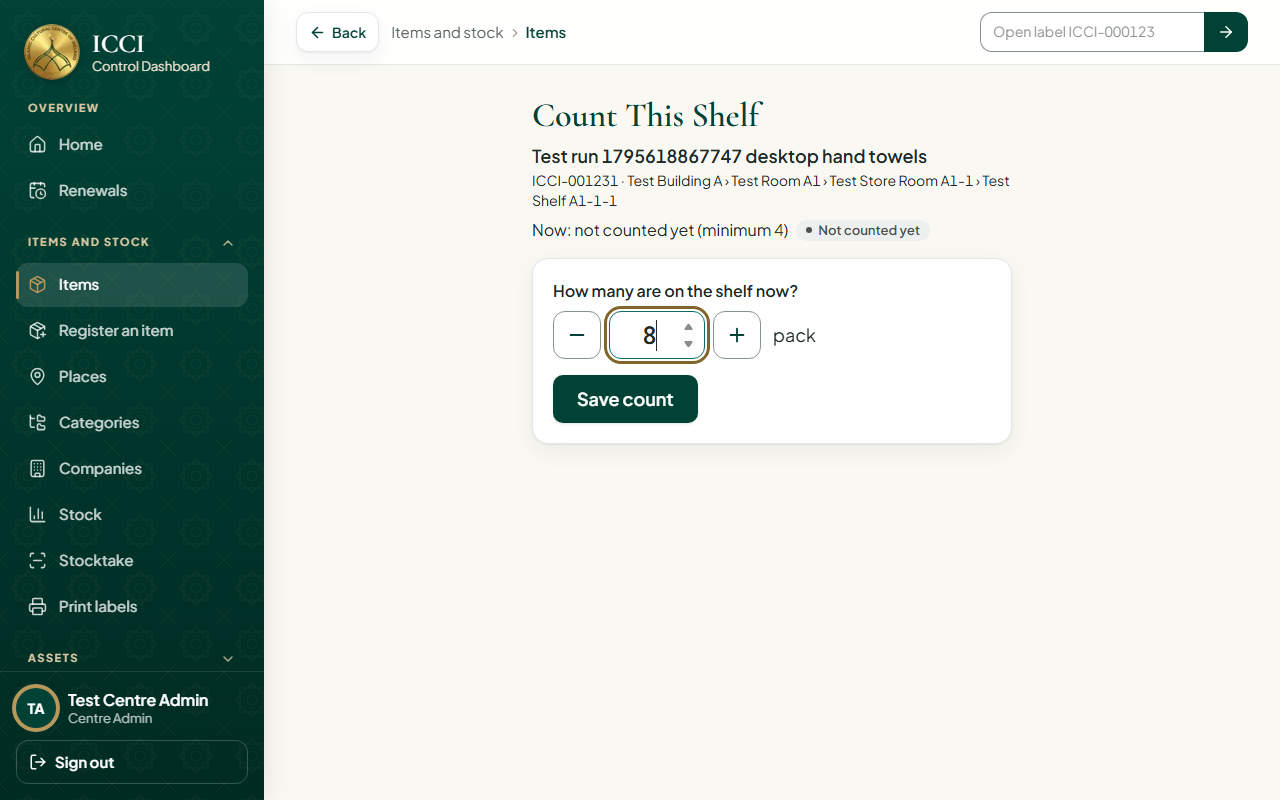 ICCI
Control Dashboard
OVERVIEW
Home
Renewals
ITEMS AND STOCK
Items
Register an item
Places
Categories
Companies
Stock
Stocktake
Print labels
ASSETS
TA
Test Centre Admin
Centre Admin
Sign out
Back
Items and stock › Items
Open label ICCI-000123
Count This Shelf
Test run 1795618867747 desktop hand towels
ICCI-001231 · Test Building A › Test Room A1 › Test Store Room A1-1 › Test
Shelf A1-1-1
Now: not counted yet (minimum 4)
Not counted yet
How many are on the shelf now?
8
pack
Save count